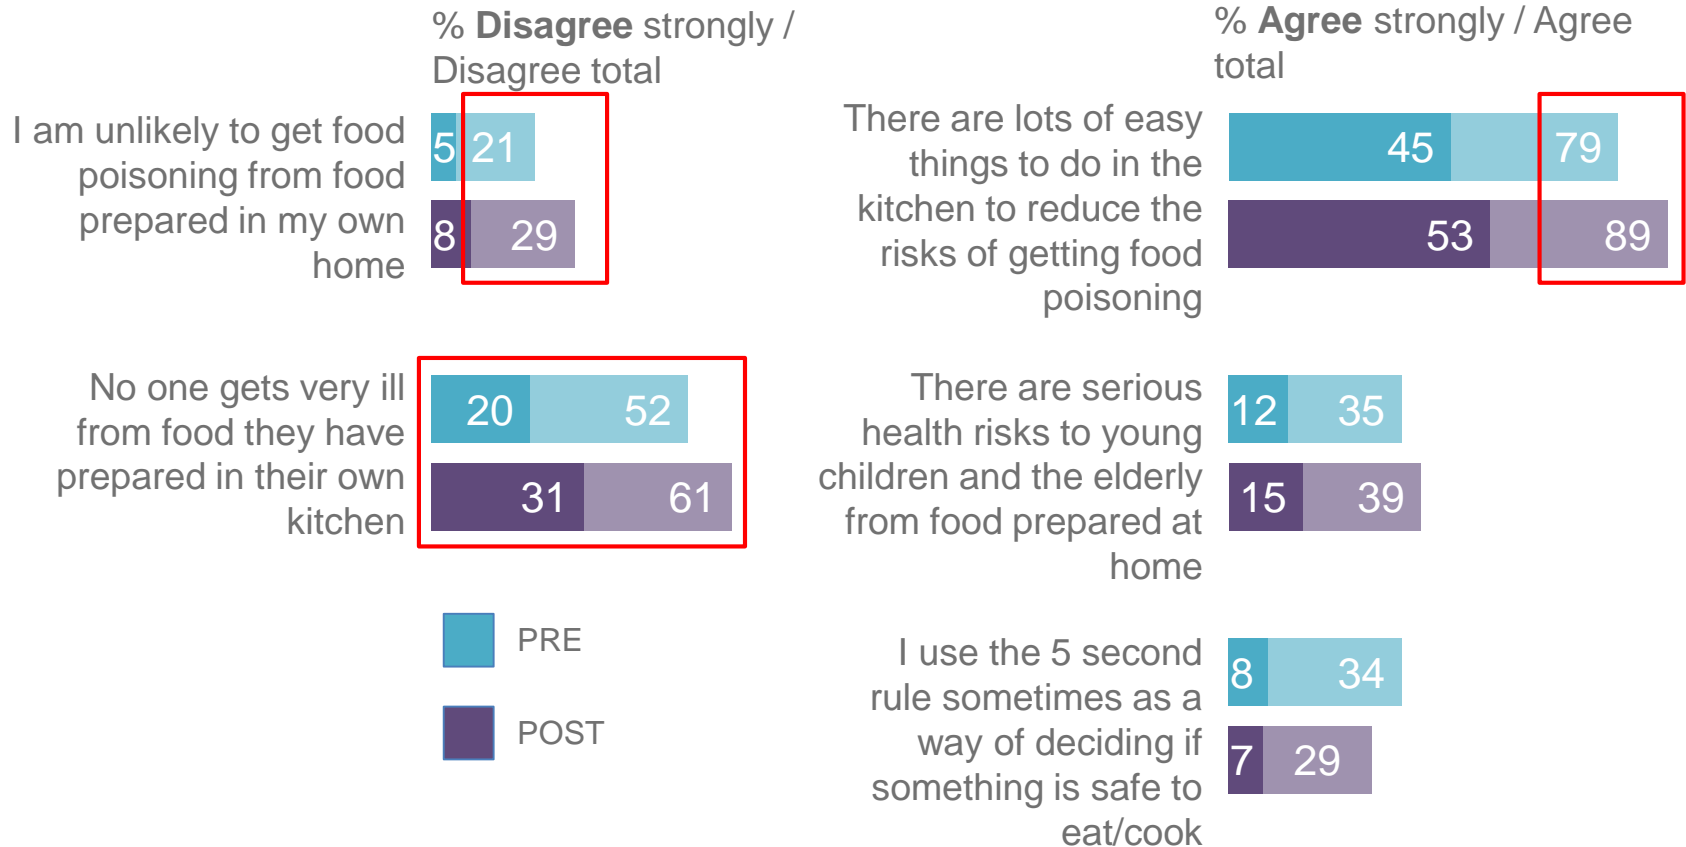 % Disagree strongly /
Disagree total
I am unlikely to get food
poisoning from food
prepared in my own
home
5 21
8 29
No one gets very ill
from food they have
prepared in their own
kitchen
20 52
31 61
PRE
POST
% Agree strongly / Agree
total
There are lots of easy
things to do in the
kitchen to reduce the
risks of getting food
poisoning
45 79
53 89
There are serious
health risks to young
children and the elderly
from food prepared at
home
12 35
15 39
I use the 5 second
rule sometimes as a
way of deciding if
something is safe to
eat/cook
8 34
7 29